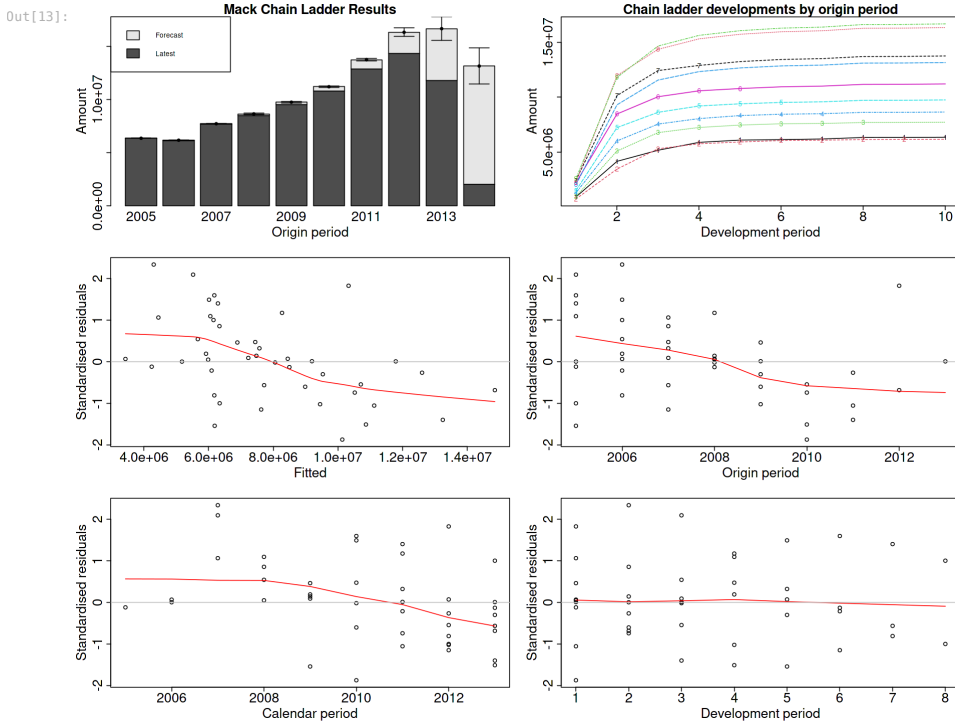 Out[13]:
Mack Chain Ladder Results
Forecast
Latest
Amount
0.0e+00 1.0e+07
2005 2007 2009 2011 2013
Origin period
Chain ladder developments by origin period
Amount
5.0e+06 1.5e+07
2 4 6 8 10
Development period
Standardised residuals
-2 -1 0 1 2
4.0e+06 6.0e+06 8.0e+06 1.0e+07 1.2e+07 1.4e+07
Fitted
Standardised residuals
-2 -1 0 1 2
2006 2008 2010 2012
Origin period
Standardised residuals
-2 -1 0 1 2
2006 2008 2010 2012
Calendar period
Standardised residuals
-2 -1 0 1 2
1 2 3 4 5 6 7 8
Development period